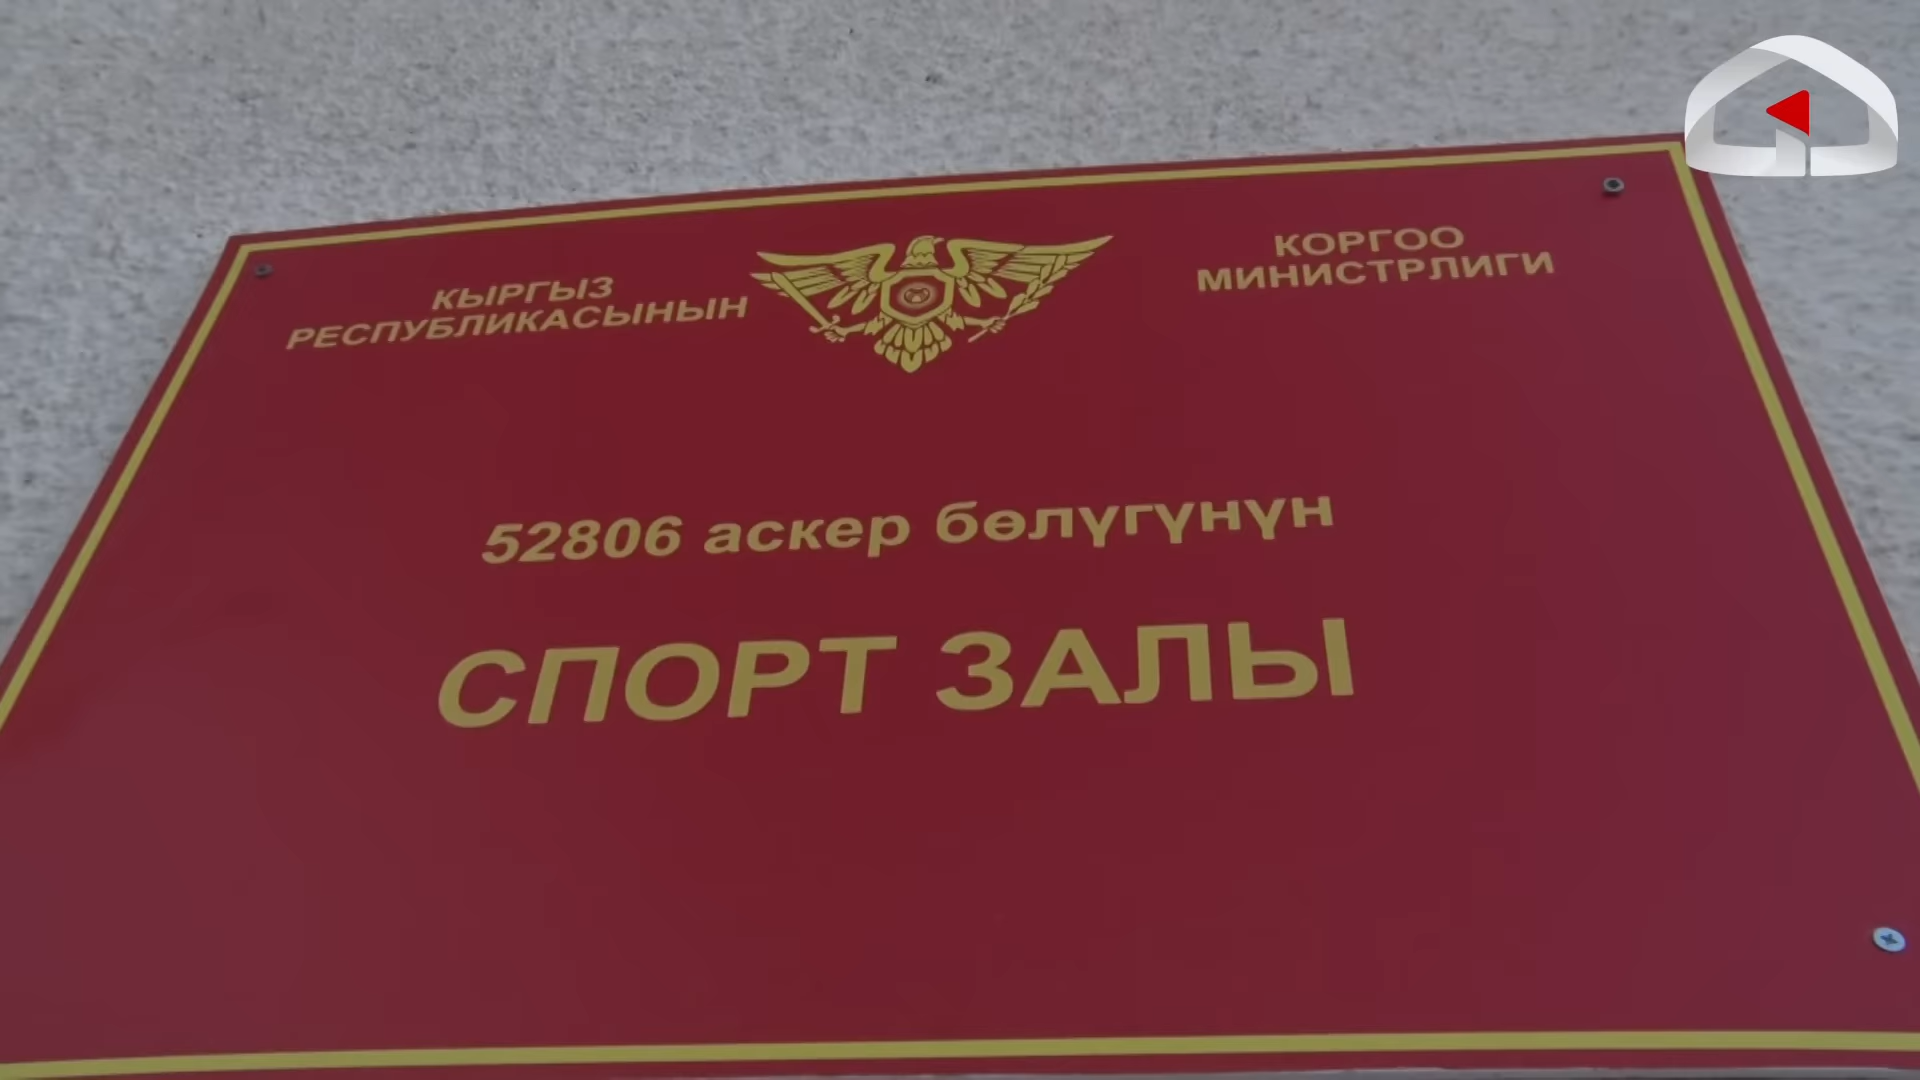 КЫРГЫЗ
РЕСПУБЛИКАСЫНЫН
КОРГОО
МИНИСТРЛИГИ
52806 аскер бөлүгүнүн
СПОРТ ЗАЛЫ